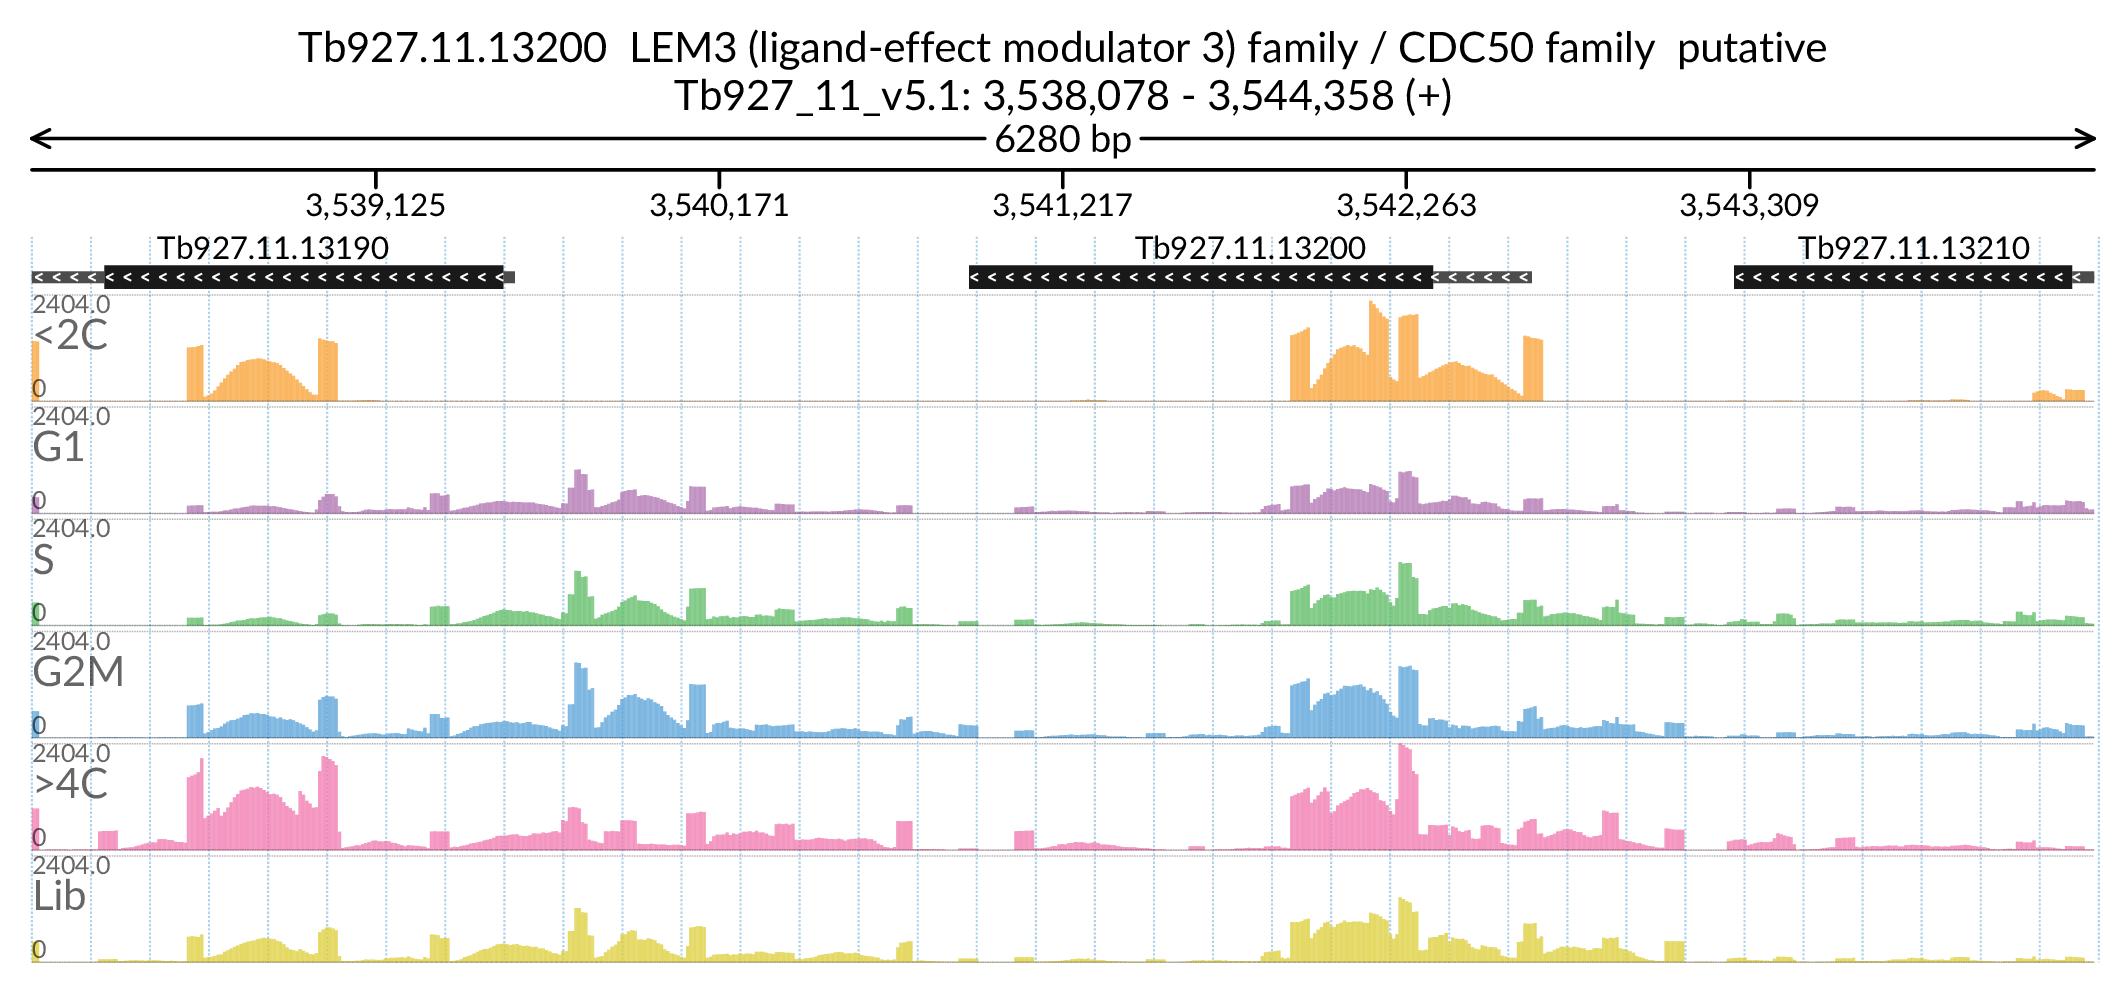 Tb927.11.13200  LEM3 (ligand-effect modulator 3) family / CDC50 family  putative
Tb927_11_v5.1: 3,538,078 - 3,544,358 (+)
6280 bp
3,539,125 3,540,171 3,541,217 3,542,263 3,543,309
Tb927.11.13190 Tb927.11.13200 Tb927.11.13210
2404.0
<2C
0
2404.0
G1
0
2404.0
S
0
2404.0
G2M
0
2404.0
>4C
0
2404.0
Lib
0